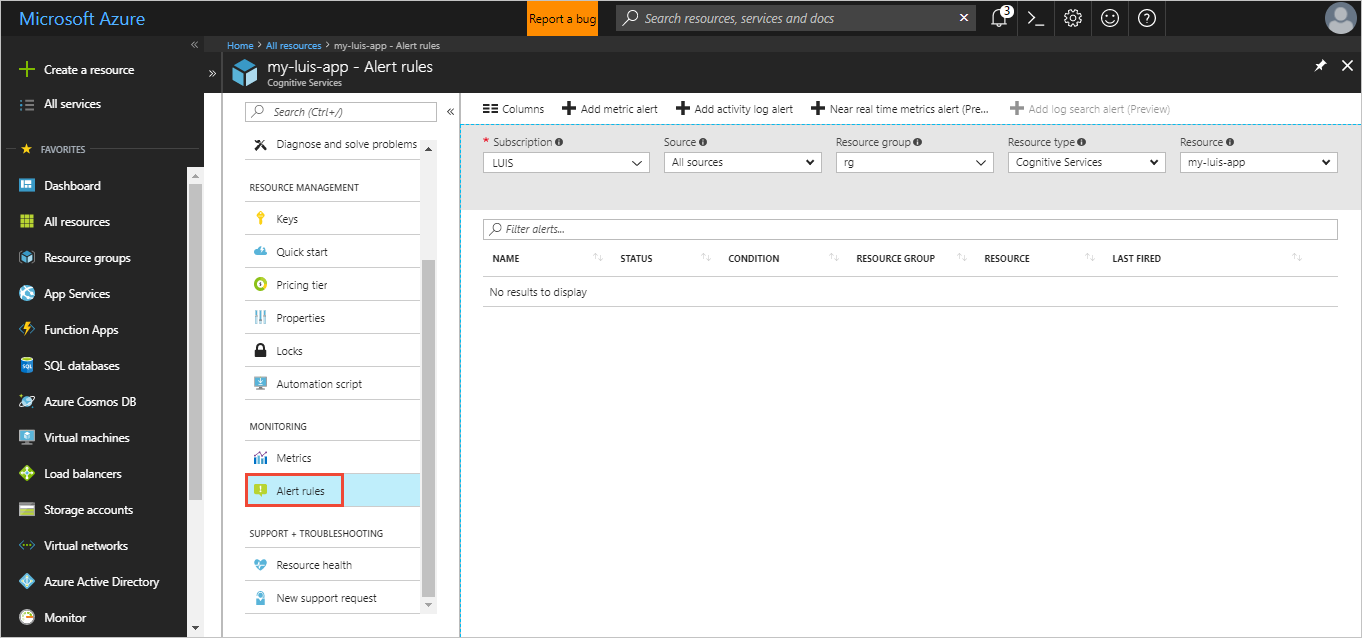 Microsoft Azure
Report a bug
Search resources, services and docs
3
Home > All resources > my-luis-app - Alert rules
Create a resource
All services
FAVORITES
Dashboard
All resources
Resource groups
App Services
Function Apps
SQL databases
Azure Cosmos DB
Virtual machines
Load balancers
Storage accounts
Virtual networks
Azure Active Directory
Monitor
my-luis-app - Alert rules
Cognitive Services
Search (Ctrl+/)
Diagnose and solve problems
RESOURCE MANAGEMENT
Keys
Quick start
Pricing tier
Properties
Locks
Automation script
MONITORING
Metrics
Alert rules
SUPPORT + TROUBLESHOOTING
Resource health
New support request
Columns Add metric alert Add activity log alert Near real time metrics alert (Pre... Add log search alert (Preview)
* Subscription Source Resource group Resource type Resource
LUIS All sources rg Cognitive Services my-luis-app
Filter alerts...
NAME STATUS CONDITION RESOURCE GROUP RESOURCE LAST FIRED
No results to display